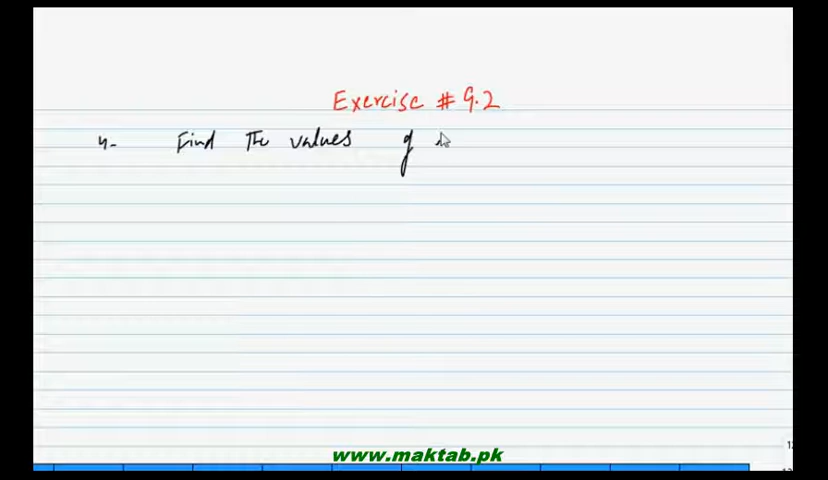 Exercise # 9.2
4- Find the values of
www.maktab.pk